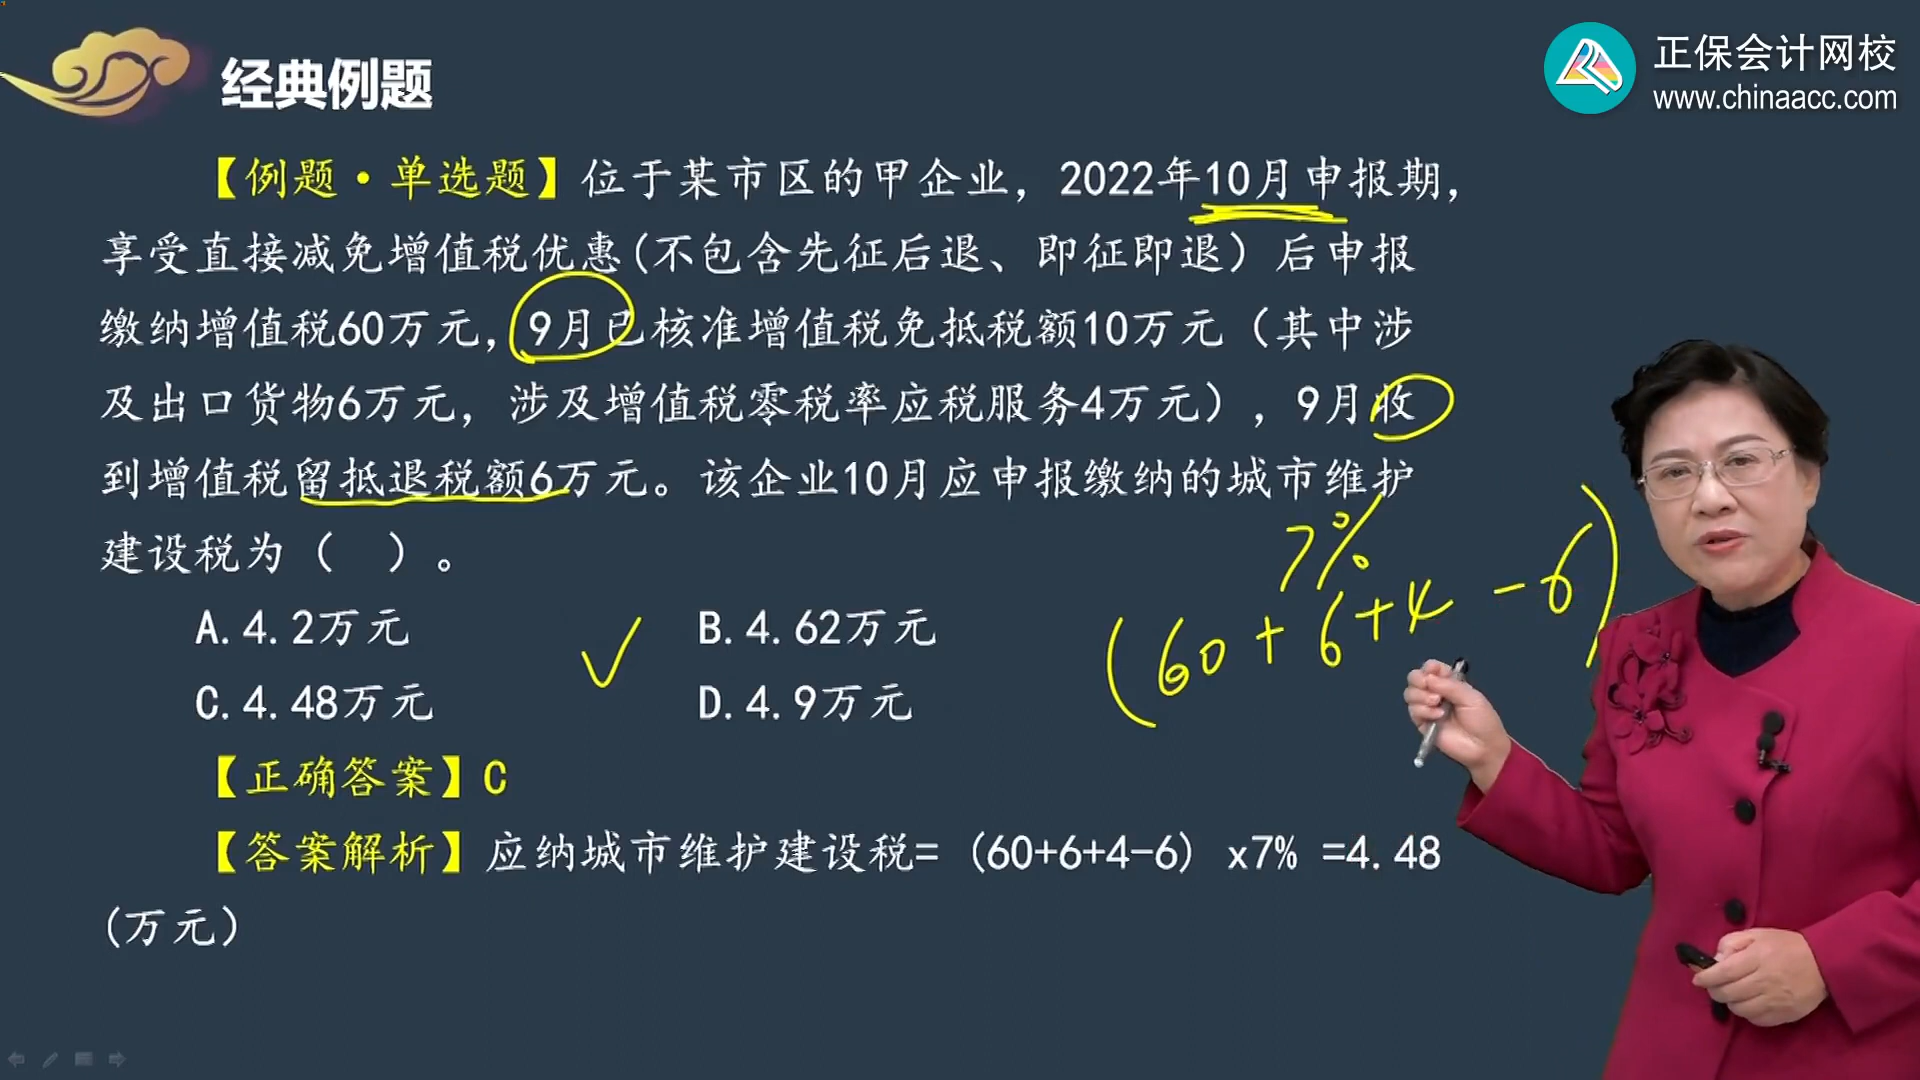 经典例题
正保会计网校
www.chinaacc.com
【例题·单选题】位于某市区的甲企业，2022年10月申报期，
享受直接减免增值税优惠(不包含先征后退、即征即退）后申报
缴纳增值税60万元，9月已核准增值税免抵税额10万元（其中涉
及出口货物6万元，涉及增值税零税率应税服务4万元），9月收
到增值税留抵退税额6万元。该企业10月应申报缴纳的城市维护
建设税为（ ）。
7%
(60+6+4-6)
A.4.2万元 B.4.62万元
C.4.48万元 D.4.9万元
【正确答案】C
【答案解析】应纳城市维护建设税=（60+6+4-6）x7% =4.48
(万元)